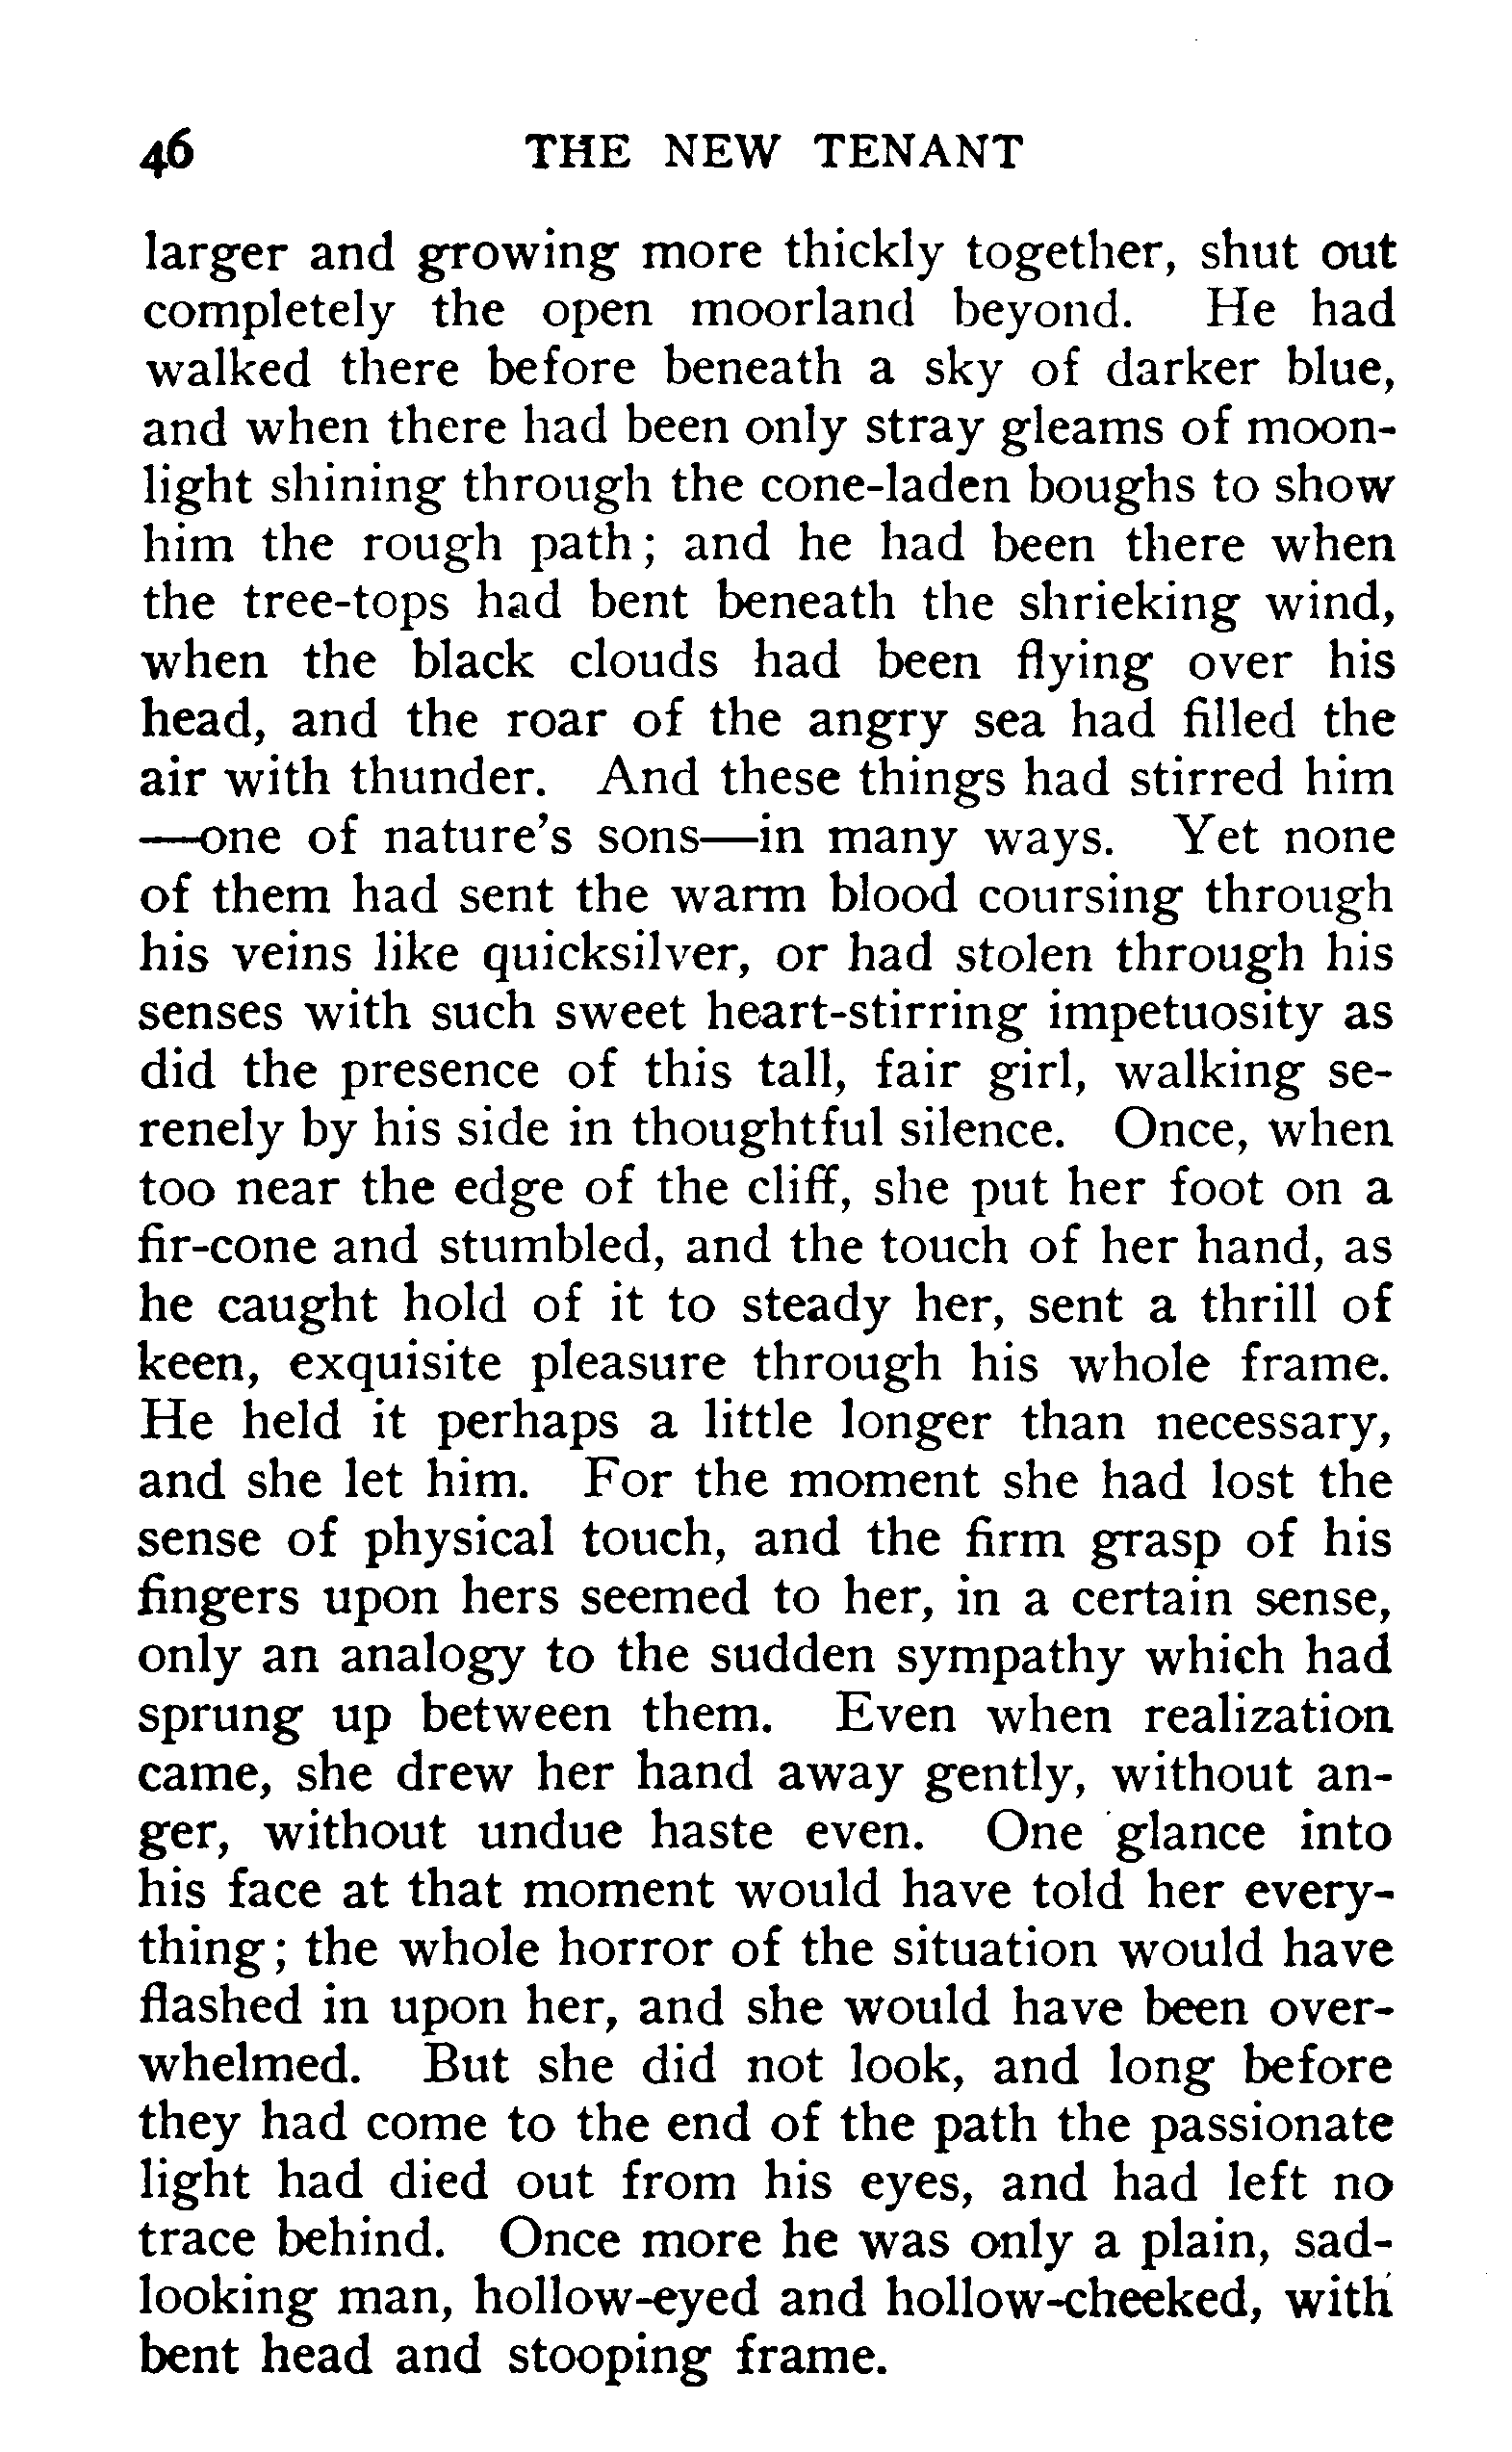 46 THE NEW TENANT
larger and growing more thickly together, shut out
completely the open moorland beyond. He had
walked there before beneath a sky of darker blue,
and when there had been only stray gleams of moon-
light shining through the cone-laden boughs to show
him the rough path; and he had been there when
the tree-tops had bent beneath the shrieking wind,
when the black clouds had been flying over his
head, and the roar of the angry sea had filled the
air with thunder. And these things had stirred him
—one of nature's sons—in many ways. Yet none
of them had sent the warm blood coursing through
his veins like quicksilver, or had stolen through his
senses with such sweet heart-stirring impetuosity as
did the presence of this tall, fair girl, walking se-
renely by his side in thoughtful silence. Once, when
too near the edge of the cliff, she put her foot on a
fir-cone and stumbled, and the touch of her hand, as
he caught hold of it to steady her, sent a thrill of
keen, exquisite pleasure through his whole frame.
He held it perhaps a little longer than necessary,
and she let him. For the moment she had lost the
sense of physical touch, and the firm grasp of his
fingers upon hers seemed to her, in a certain sense,
only an analogy to the sudden sympathy which had
sprung up between them. Even when realization
came, she drew her hand away gently, without an-
ger, without undue haste even. One glance into
his face at that moment would have told her every-
thing; the whole horror of the situation would have
flashed in upon her, and she would have been over-
whelmed. But she did not look, and long before
they had come to the end of the path the passionate
light had died out from his eyes, and had left no
trace behind. Once more he was only a plain, sad-
looking man, hollow-eyed and hollow-cheeked, with
bent head and stooping frame.